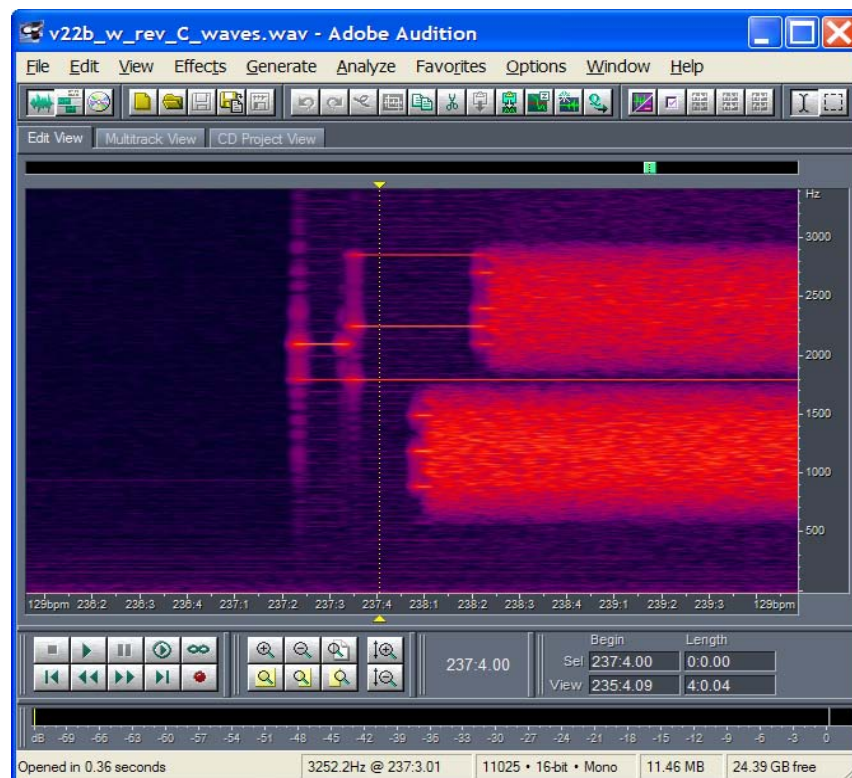 v22b_w_rev_C_waves.wav - Adobe Audition
File Edit View Effects Generate Analyze Favorites Options Window Help
Edit View Multitrack View CD Project View
Hz
3000
2500
2000
1500
1000
500
129bpm 236:2 236:3 236:4 237:1 237:2 237:3 237:4 238:1 238:2 238:3 238:4 239:1 239:2 239:3 129bpm
237:4.00
Begin Length
Sel 237:4.00 0:0.00
View 235:4.09 4:0.04
dB -69 -66 -63 -60 -57 -54 -51 -48 -45 -42 -39 -36 -33 -30 -27 -24 -21 -18 -15 -12 -9 -6 -3 0
Opened in 0.36 seconds 3252.2Hz @ 237:3.01 11025 • 16-bit • Mono 11.46 MB 24.39 GB free